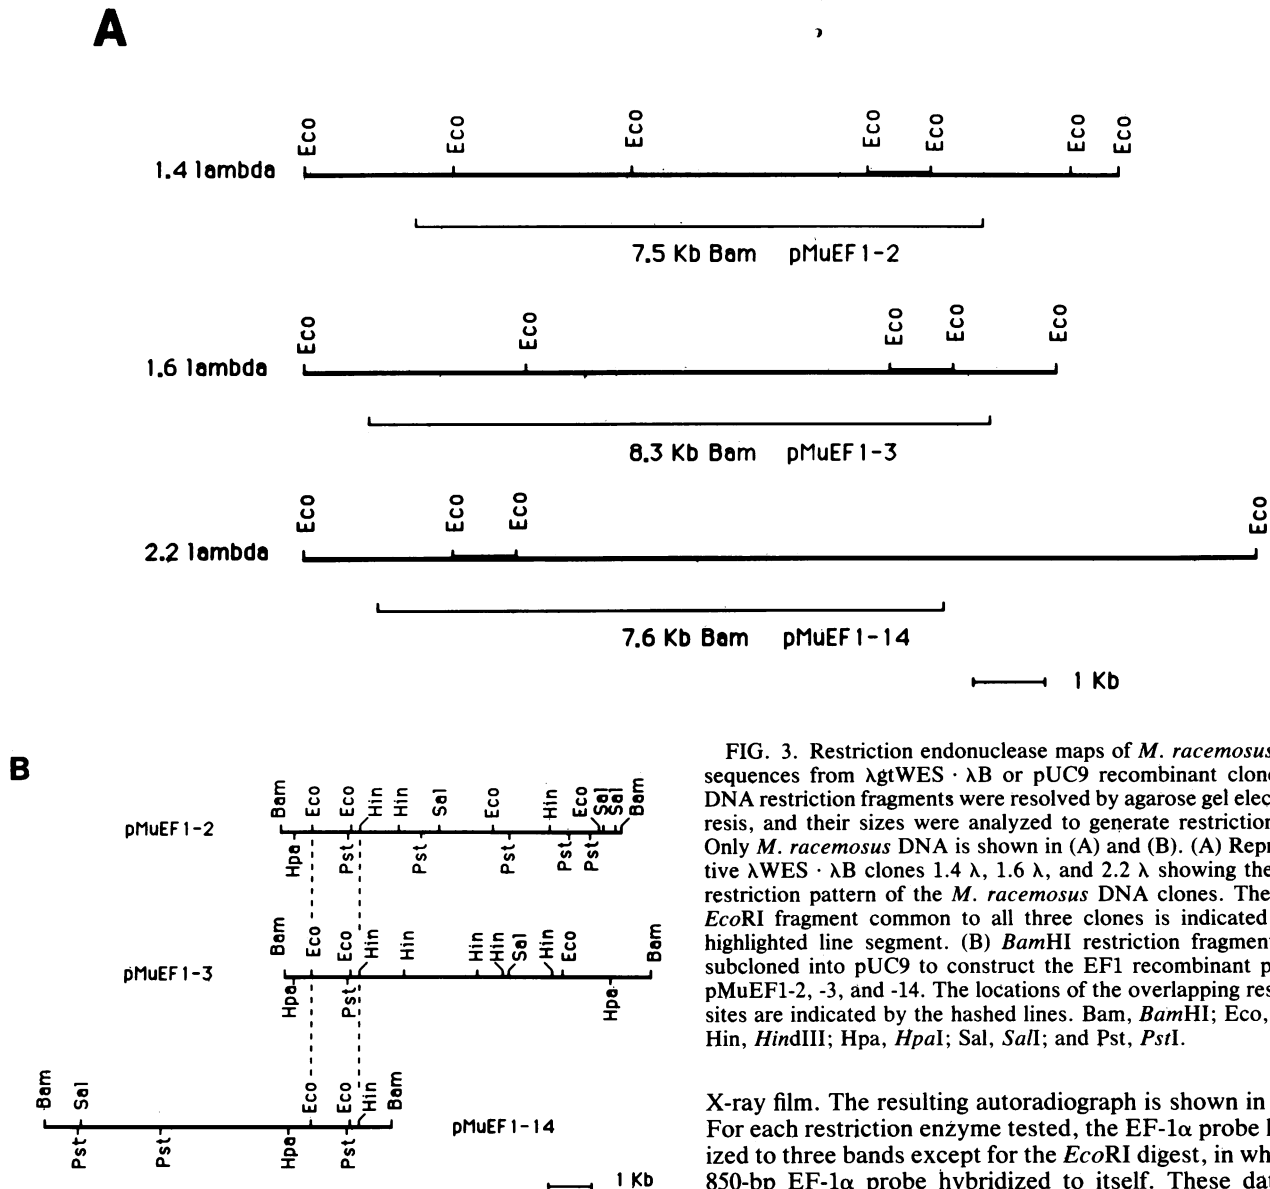 A
Eco Eco Eco Eco Eco Eco Eco
1.4 lambda
7.5 Kb Bam pMuEF1-2
Eco Eco Eco Eco Eco
1.6 lambda
8.3 Kb Bam pMuEF1-3
Eco Eco Eco Eco
2.2 lambda
7.6 Kb Bam pMuEF1-14
1 Kb
B
Bam Eco Eco Hin Hin Sal Eco Hin Eco Sal Sal Bam
pMuEF1-2
Hpa Pst Pst Pst Pst Pst
Bam Eco Eco Hin Hin Hin Hin Sal Hin Eco Bam
pMuEF1-3
Hpa Pst Hpa
Bam Sal Eco Eco Hin Bam
pMuEF1-14
Pst Pst Hpa Pst
1 Kb
FIG. 3. Restriction endonuclease maps of M. racemosus
sequences from λgtWES · λB or pUC9 recombinant clone
DNA restriction fragments were resolved by agarose gel elec
resis, and their sizes were analyzed to generate restriction
Only M. racemosus DNA is shown in (A) and (B). (A) Repr
tive λWES · λB clones 1.4 λ, 1.6 λ, and 2.2 λ showing the
restriction pattern of the M. racemosus DNA clones. The
EcoRI fragment common to all three clones is indicated
highlighted line segment. (B) BamHI restriction fragment
subcloned into pUC9 to construct the EF1 recombinant p
pMuEF1-2, -3, and -14. The locations of the overlapping res
sites are indicated by the hashed lines. Bam, BamHI; Eco,
Hin, HindIII; Hpa, HpaI; Sal, SalI; and Pst, PstI.
X-ray film. The resulting autoradiograph is shown in
For each restriction enzyme tested, the EF-1α probe h
ized to three bands except for the EcoRI digest, in wh
850-bp EF-1α probe hybridized to itself. These dat